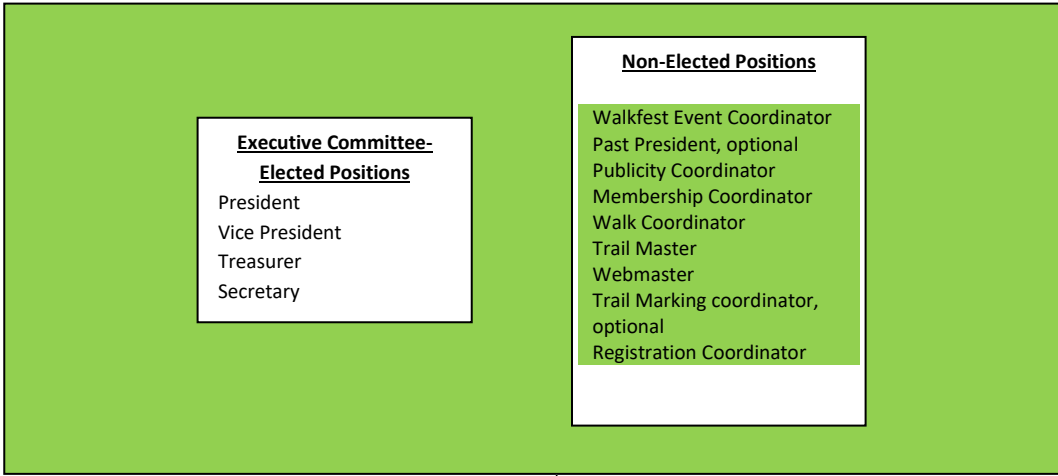 Executive Committee-
Elected Positions
President
Vice President
Treasurer
Secretary
Non-Elected Positions
Walkfest Event Coordinator
Past President, optional
Publicity Coordinator
Membership Coordinator
Walk Coordinator
Trail Master
Webmaster
Trail Marking coordinator,
optional
Registration Coordinator